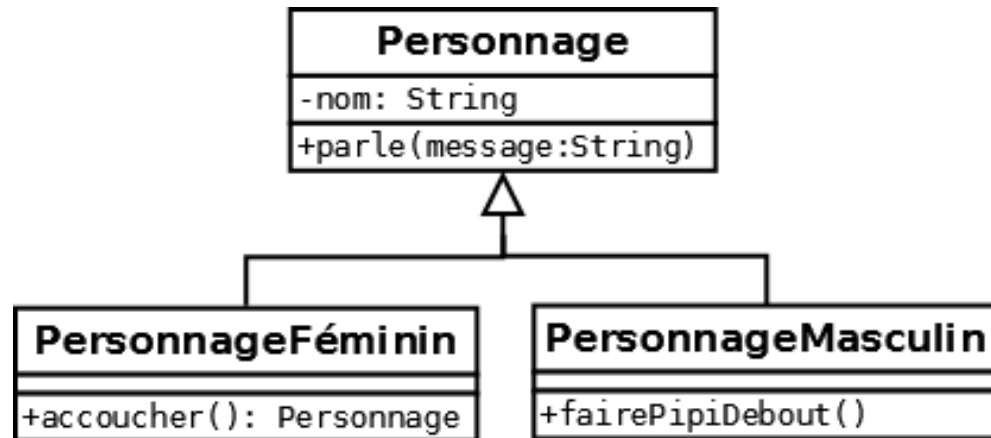 Personnage
-nom: String
+parle(message:String)
PersonnageFéminin
+accoucher(): Personnage
PersonnageMasculin
+fairePipiDebout()